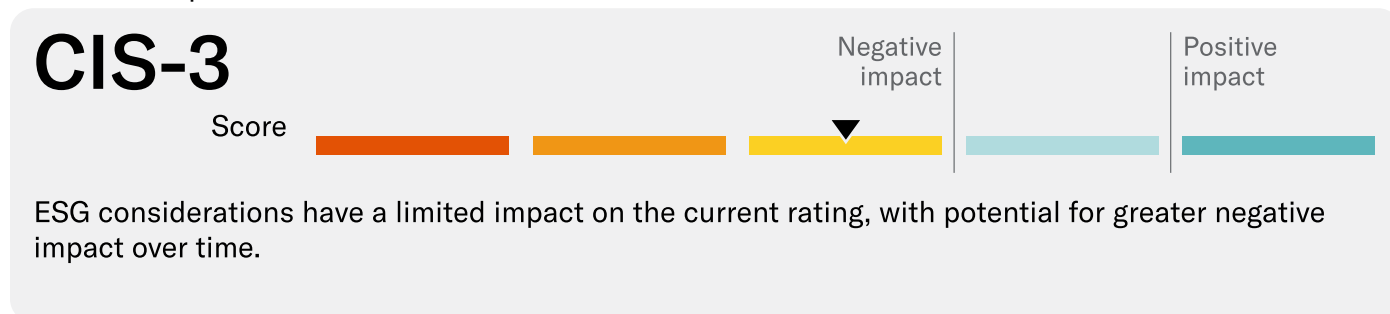 CIS-3
Negative
impact
Positive
impact
Score
ESG considerations have a limited impact on the current rating, with potential for greater negative
impact over time.